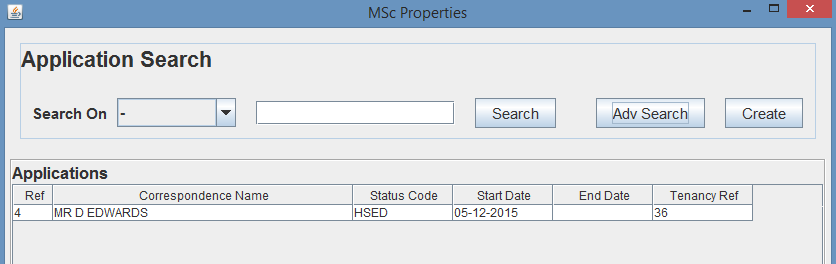 MSc Properties
Application Search
Search On - Search Adv Search Create
Applications
Ref Correspondence Name Status Code Start Date End Date Tenancy Ref
4 MR D EDWARDS HSED 05-12-2015 36